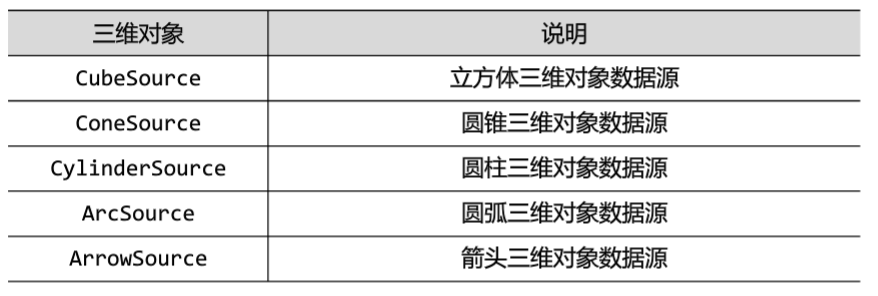 三维对象 说明
CubeSource 立方体三维对象数据源
ConeSource 圆锥三维对象数据源
CylinderSource 圆柱三维对象数据源
ArcSource 圆弧三维对象数据源
ArrowSource 箭头三维对象数据源